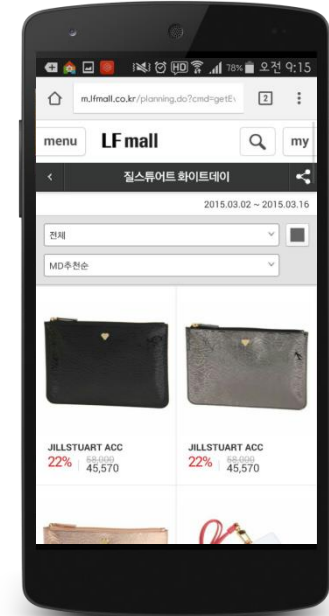 HD 78% 오전 9:15
m.lfmall.co.kr/planning.do?cmd=getEv 2
menu LF mall my
질스튜어트 화이트데이
2015.03.02 ~ 2015.03.16
전체
MD추천순
JILLSTUART ACC JILLSTUART ACC
22% 58,000 22% 58,000
45,570 45,570